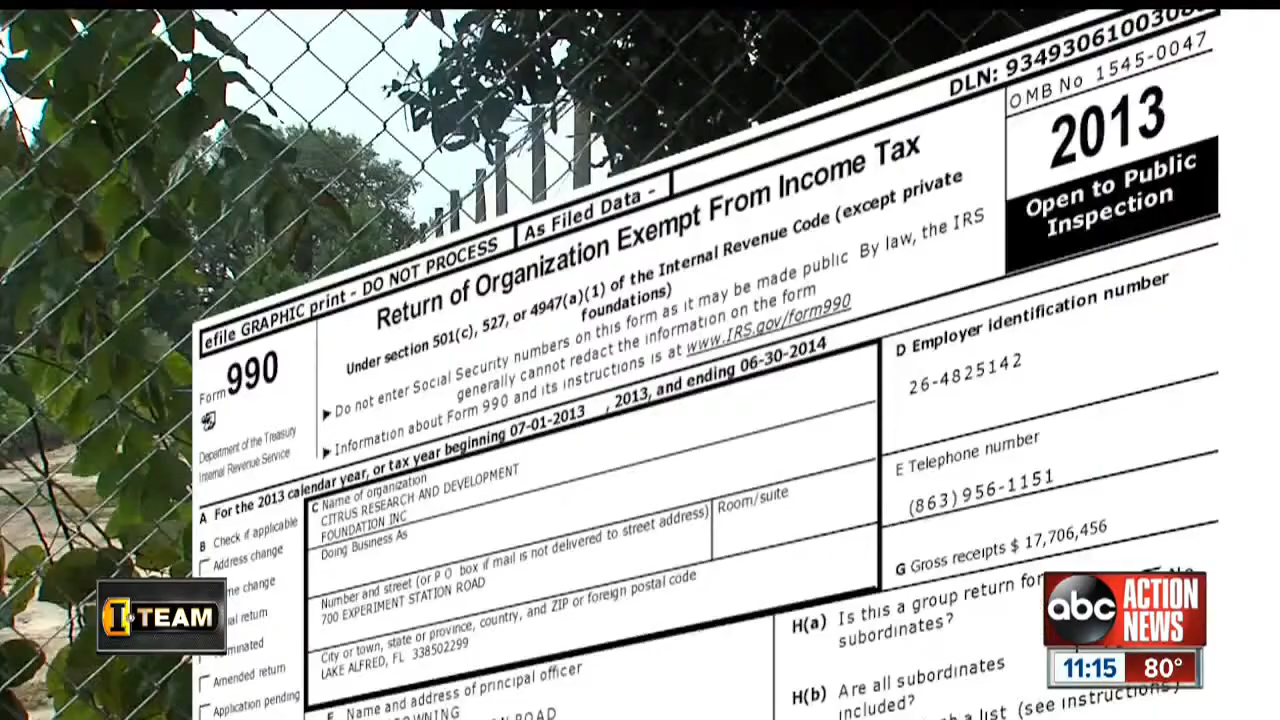 efile GRAPHIC print - DO NOT PROCESS
As Filed Data -
DLN: 
Form 990
Department of the Treasury
Internal Revenue Service
Return of Organization Exempt From Income Tax
Under section 501(c), 527, or 4947(a)(1) of the Internal Revenue Code (except private
foundations)
Do not enter Social Security numbers on this form as it may be made public By law, the IRS
generally cannot redact the information on the form
Information about Form 990 and its instructions is at www.IRS.gov/form990
OMB No 1545-0047
2013
Open to Public
Inspection
A For the 2013 calendar year, or tax year beginning 07-01-2013 , 2013, and ending 06-30-2014
B Check if applicable
Address change
change
return
Amended return
Application pending
C Name of organization
CITRUS RESEARCH AND DEVELOPMENT
FOUNDATION INC
Doing Business As
Number and street (or P O box if mail is not delivered to street address)
Room/suite
700 EXPERIMENT STATION ROAD
City or town, state or province, country, and ZIP or foreign postal code
LAKE ALFRED, FL 338502299
D Employer identification number
26-4825142
E Telephone number
(863) 956-1151
G Gross receipts $ 17,706,456
F Name and address of principal officer
ROAD
H(a) Is this a group return for
subordinates?
H(b) Are all subordinates
included?
a list (see instructions)
I-TEAM
abc
ACTION
NEWS
11:15 80°